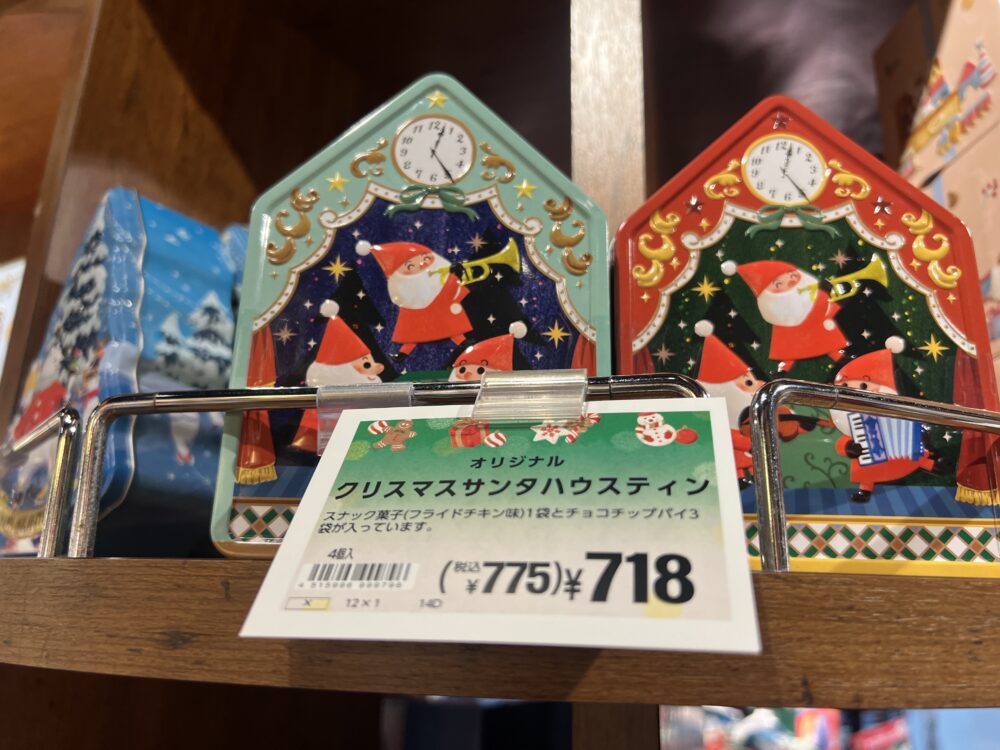 オリジナル
クリスマスサンタハウスティン
スナック菓子(フライドチキン味)1袋とチョコチップパイ3
袋が入っています。
4個入
(税込¥775)¥718
12×1 14D